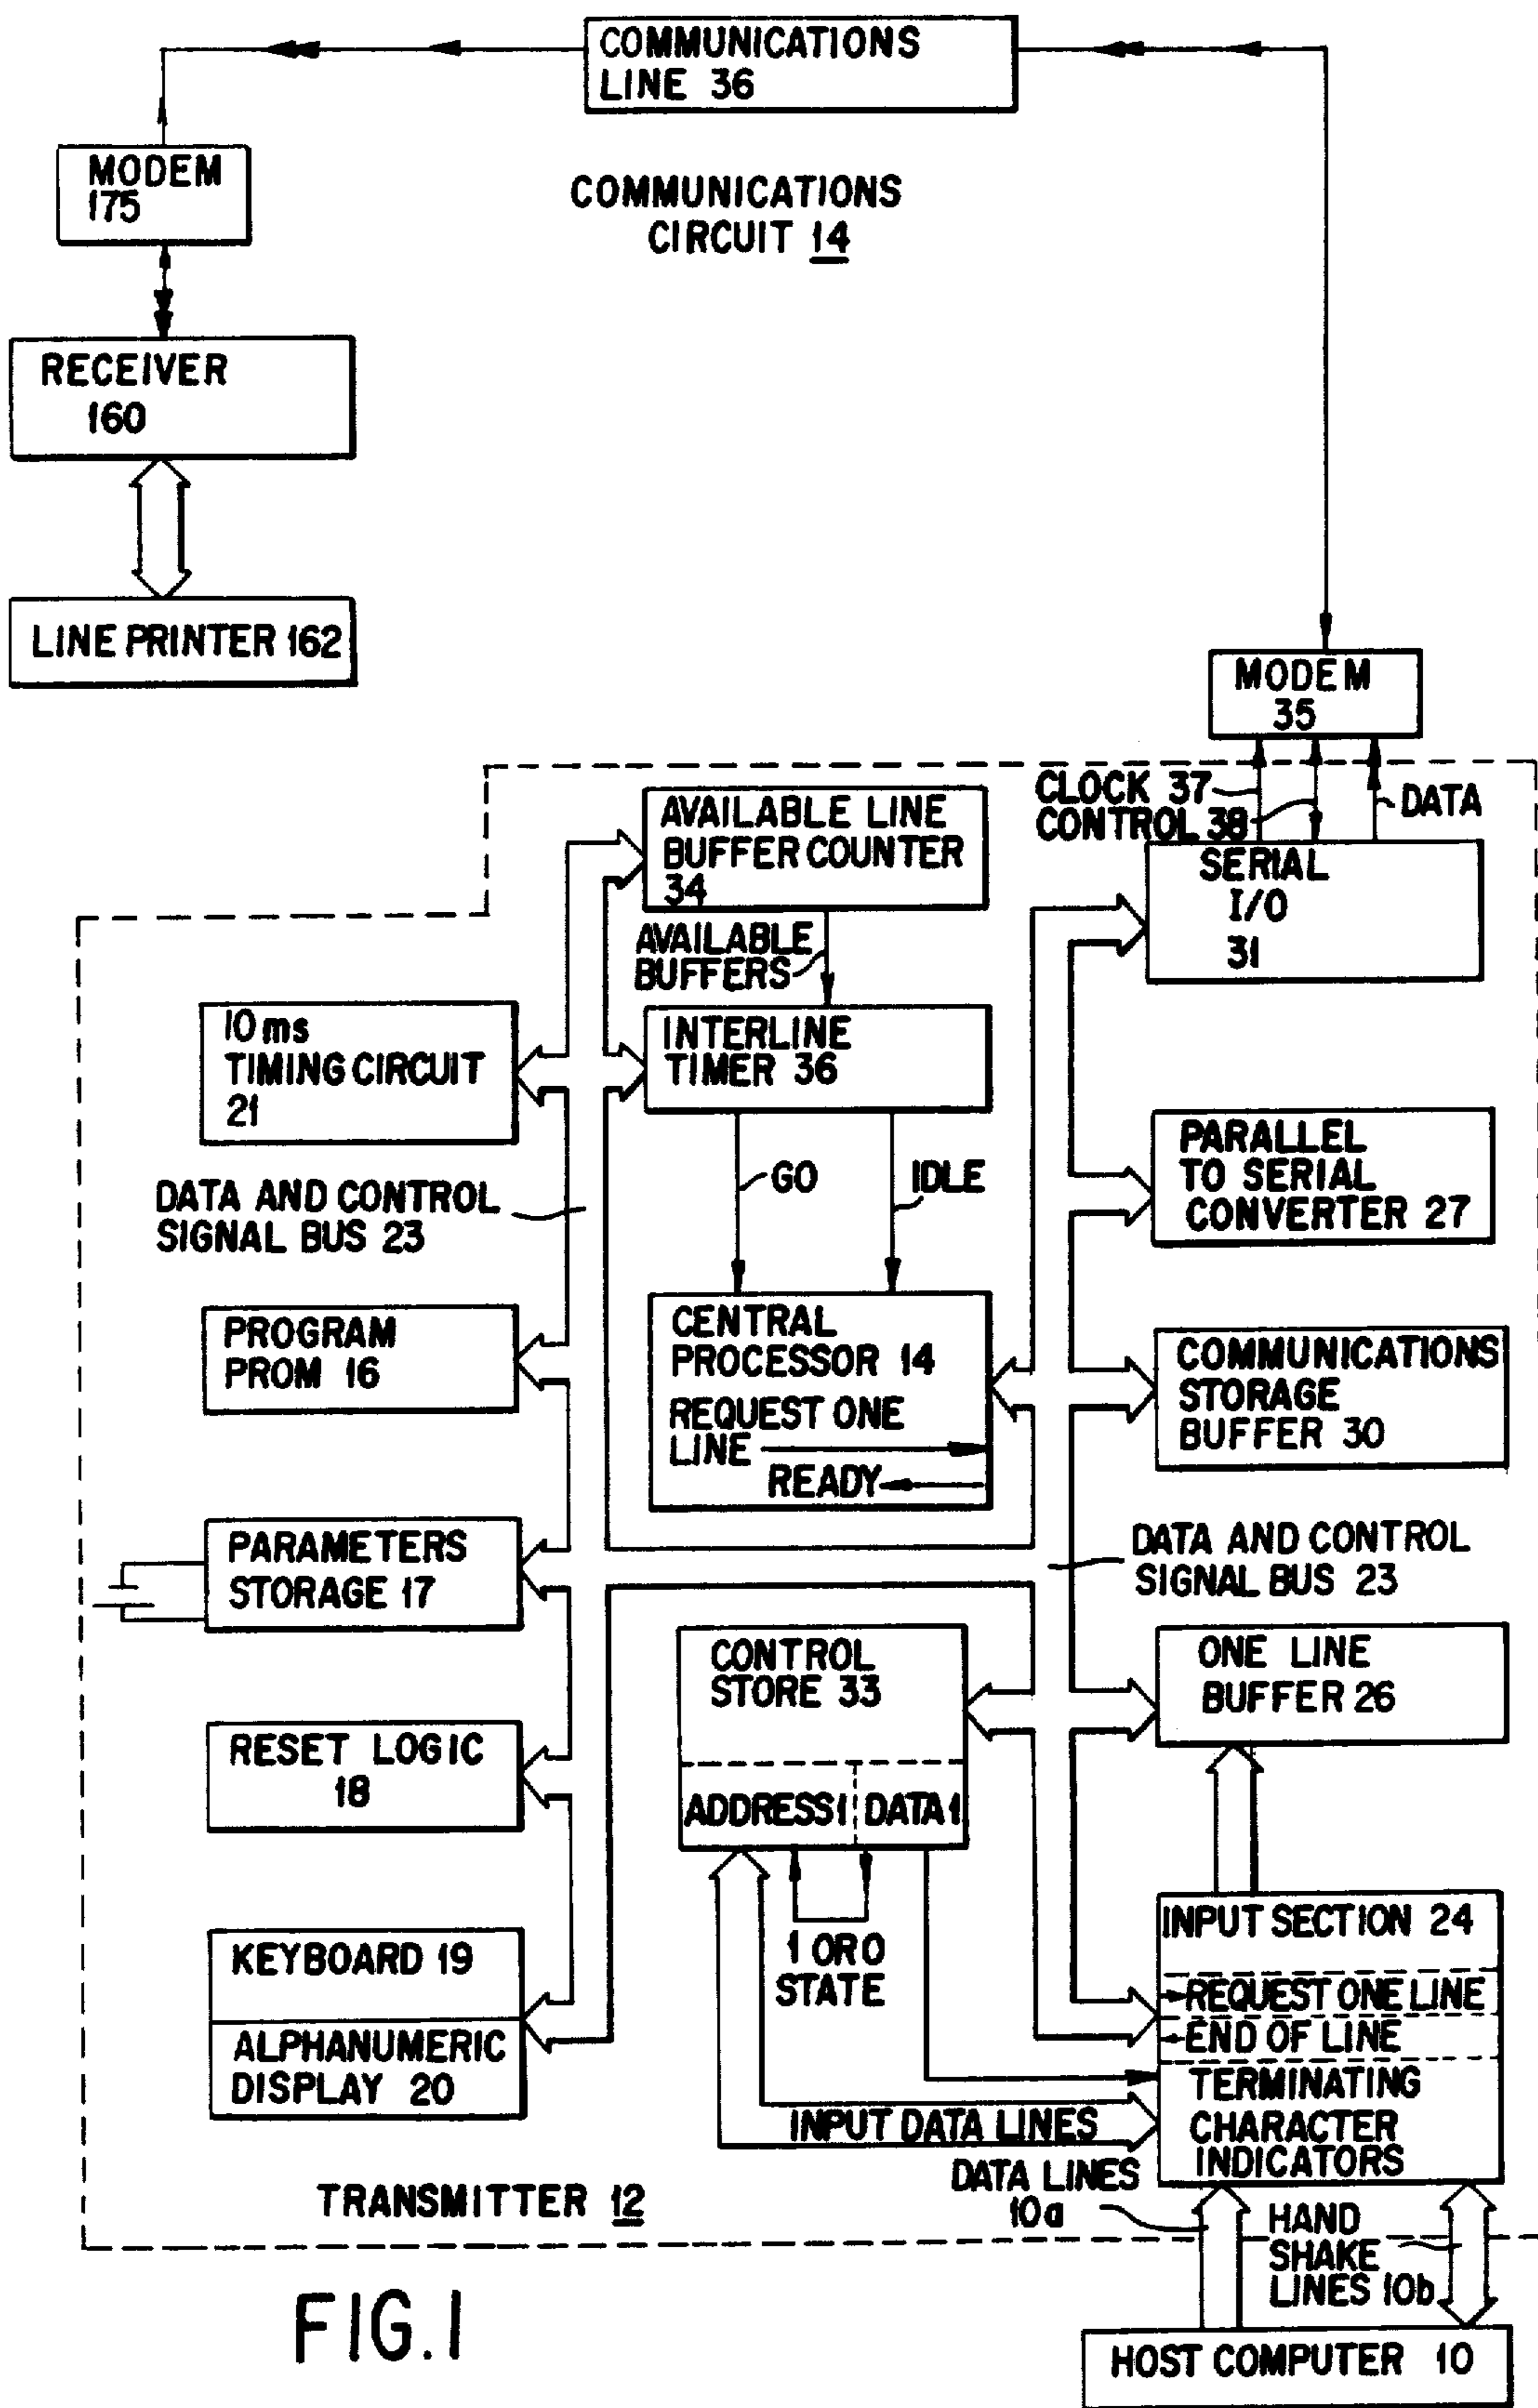 COMMUNICATIONS
LINE 36
MODEM
175
COMMUNICATIONS
CIRCUIT 14
RECEIVER
160
LINE PRINTER 162
MODEM
35
CLOCK 37
CONTROL 38
DATA
AVAILABLE LINE
BUFFER COUNTER
34
SERIAL
I/O
31
AVAILABLE
BUFFERS
10 ms
TIMING CIRCUIT
21
INTERLINE
TIMER 36
PARALLEL
TO SERIAL
CONVERTER 27
GO
IDLE
DATA AND CONTROL
SIGNAL BUS 23
PROGRAM
PROM 16
CENTRAL
PROCESSOR 14
REQUEST ONE
LINE
READY
COMMUNICATIONS
STORAGE
BUFFER 30
PARAMETERS
STORAGE 17
DATA AND CONTROL
SIGNAL BUS 23
CONTROL
STORE 33
ADDRESS 1
DATA 1
ONE LINE
BUFFER 26
RESET LOGIC
18
1 OR 0
STATE
INPUT SECTION 24
REQUEST ONE LINE
END OF LINE
TERMINATING
CHARACTER
INDICATORS
KEYBOARD 19
ALPHANUMERIC
DISPLAY 20
INPUT DATA LINES
DATA LINES
10a
TRANSMITTER 12
HAND
SHAKE
LINES 10b
FIG. 1
HOST COMPUTER 10